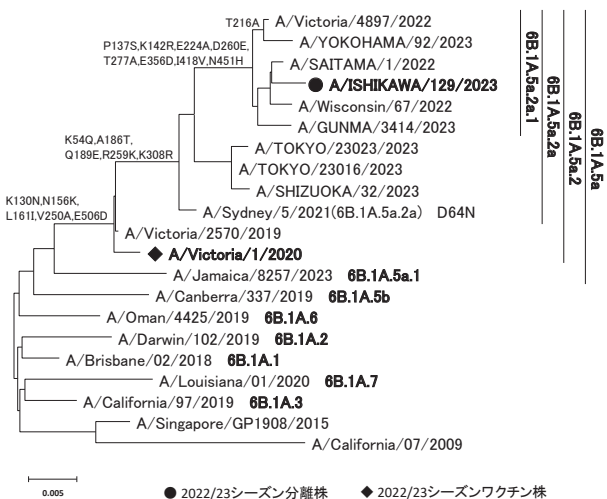 T216A
A/Victoria/4897/2022
P137S,K142R,E224A,D260E,
T277A,E356D,I418V,N451H
A/YOKOHAMA/92/2023
A/SAITAMA/1/2022
● A/ISHIKAWA/129/2023
A/Wisconsin/67/2022
A/GUNMA/3414/2023
6B.1A.5a.2a.1
6B.1A.5a.2a
6B.1A.5a.2
6B.1A.5a
K54Q,A186T,
Q189E,R259K,K308R
A/TOKYO/23023/2023
A/TOKYO/23016/2023
A/SHIZUOKA/32/2023
A/Sydney/5/2021(6B.1A.5a.2a) D64N
K130N,N156K,
L161I,V250A,E506D
A/Victoria/2570/2019
◆ A/Victoria/1/2020
A/Jamaica/8257/2023 6B.1A.5a.1
A/Canberra/337/2019 6B.1A.5b
A/Oman/4425/2019 6B.1A.6
A/Darwin/102/2019 6B.1A.2
A/Brisbane/02/2018 6B.1A.1
A/Louisiana/01/2020 6B.1A.7
A/California/97/2019 6B.1A.3
A/Singapore/GP1908/2015
A/California/07/2009
0.005
● 2022/23シーズン分離株 ◆ 2022/23シーズンワクチン株